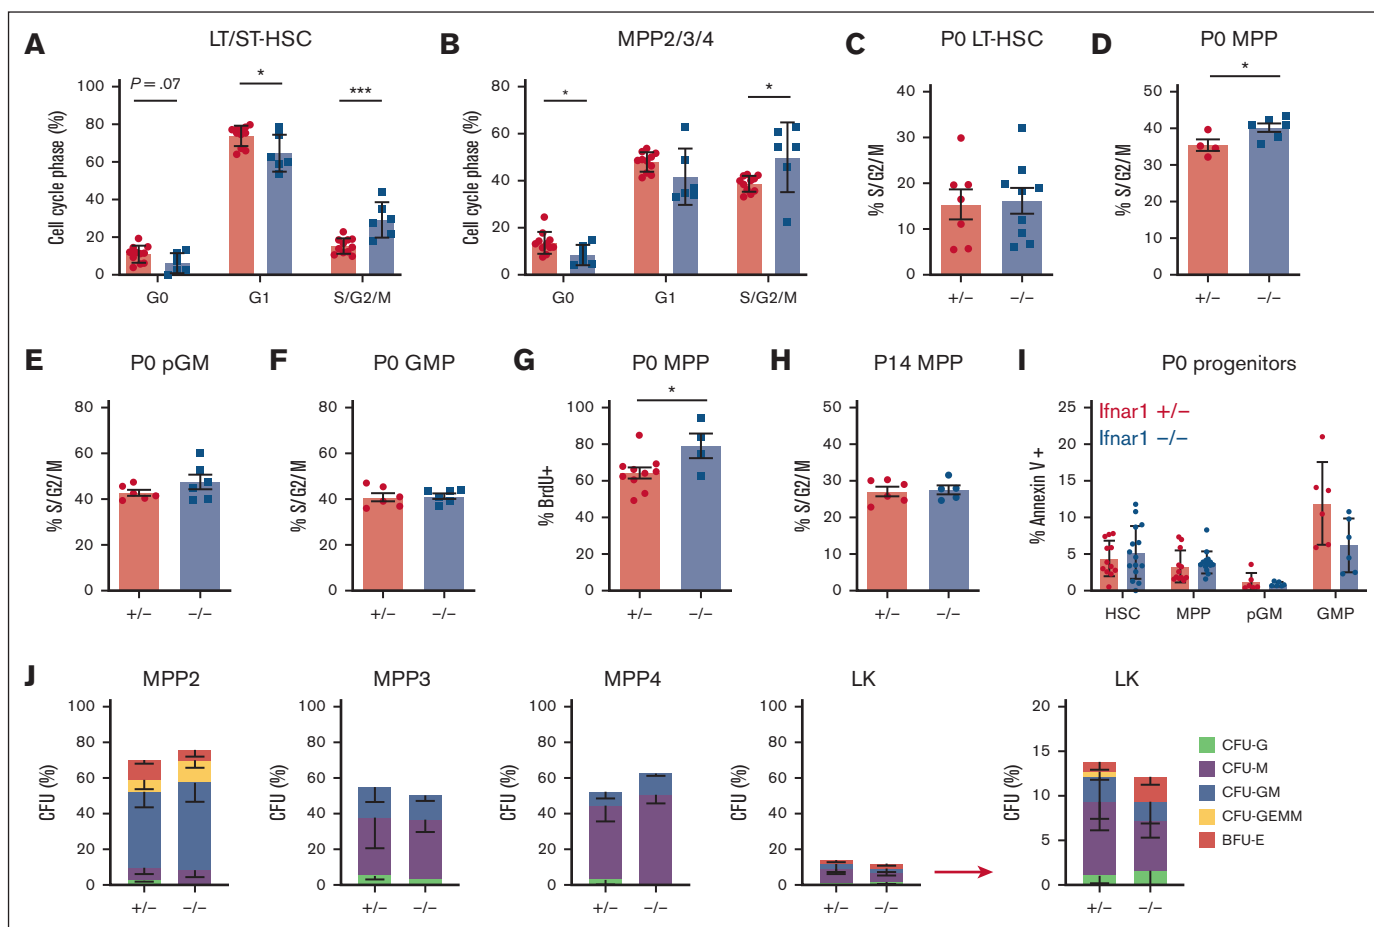 A
LT/ST-HSC
Cell cycle phase (%)
100
80
60
40
20
0
P = .07
*
***
G0
G1
S/G2/M
B
MPP2/3/4
Cell cycle phase (%)
80
60
40
20
0
*
*
G0
G1
S/G2/M
C
P0 LT-HSC
% S/G2/M
40
30
20
10
0
+/−
−/−
D
P0 MPP
% S/G2/M
50
40
30
20
10
0
*
+/−
−/−
E
P0 pGM
% S/G2/M
80
60
40
20
0
+/−
−/−
F
P0 GMP
% S/G2/M
80
60
40
20
0
+/−
−/−
G
P0 MPP
% BrdU+
100
80
60
40
20
0
*
+/−
−/−
H
P14 MPP
% S/G2/M
50
40
30
20
10
0
+/−
−/−
I
P0 progenitors
% Annexin V +
25
20
15
10
5
0
Ifnar1 +/−
Ifnar1 −/−
HSC
MPP
pGM
GMP
J
MPP2
CFU (%)
100
80
60
40
20
0
+/−
−/−
MPP3
CFU (%)
100
80
60
40
20
0
+/−
−/−
MPP4
CFU (%)
100
80
60
40
20
0
+/−
−/−
LK
CFU (%)
100
80
60
40
20
0
+/−
−/−
LK
CFU (%)
20
15
10
5
0
+/−
−/−
CFU-G
CFU-M
CFU-GM
CFU-GEMM
BFU-E